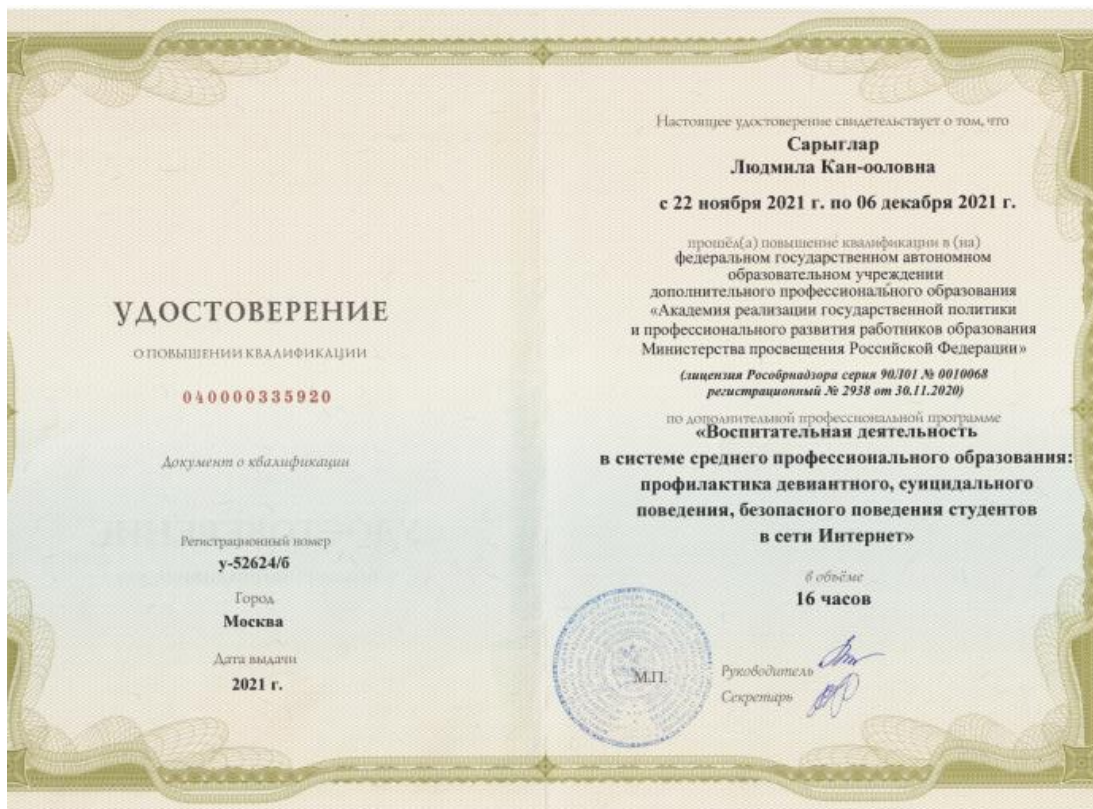 УДОСТОВЕРЕНИЕ
О ПОВЫШЕНИИ КВАЛИФИКАЦИИ
040000335920
Документ о квалификации
Регистрационный номер
у-52624/б
Город
Москва
Дата выдачи
2021 г.
Настоящее удостоверение свидетельствует о том, что
Сарыглар
Людмила Кан-ооловна
с 22 ноября 2021 г. по 06 декабря 2021 г.
прошёл(а) повышение квалификации в (на)
федеральном государственном автономном
образовательном учреждении
дополнительного профессионального образования
«Академия реализации государственной политики
и профессионального развития работников образования
Министерства просвещения Российской Федерации»
(лицензия Рособрнадзора серия 90Л01 № 0010068
регистрационный № 2938 от 30.11.2020)
по дополнительной профессиональной программе
«Воспитательная деятельность
в системе среднего профессионального образования:
профилактика девиантного, суицидального
поведения, безопасного поведения студентов
в сети Интернет»
в объёме
16 часов
М.П.
Руководитель
Секретарь